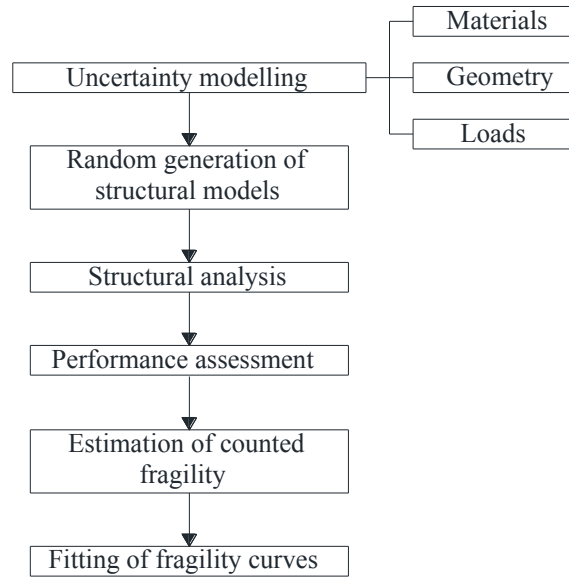 Materials
Uncertainty modelling
Geometry
Loads
Random generation of
structural models
Structural analysis
Performance assessment
Estimation of counted
fragility
Fitting of fragility curves